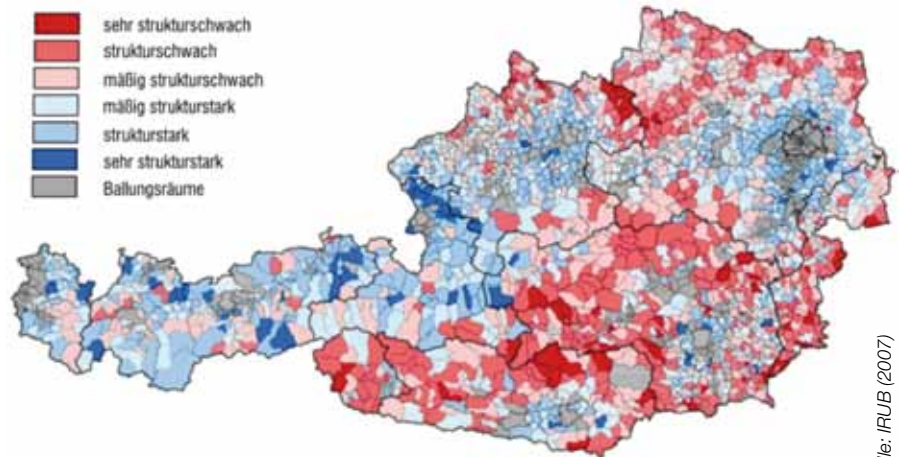 sehr strukturschwach
strukturschwach
mäßig strukturschwach
mäßig strukturstark
strukturstark
sehr strukturstark
Ballungsräume
IRUB (2007)